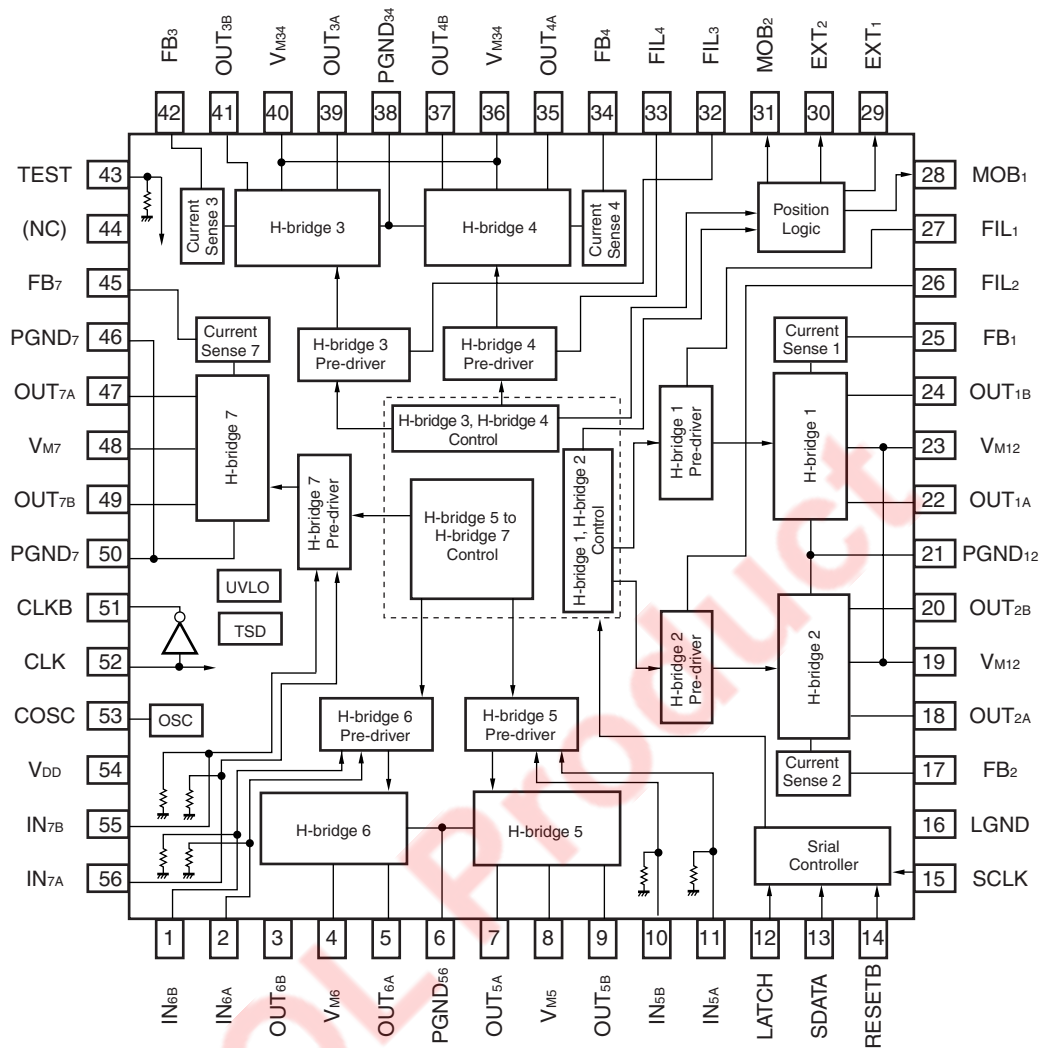 FB3
OUT3B
VM34
OUT3A
PGND34
OUT4B
VM34
OUT4A
FB4
FIL4
FIL3
MOB2
EXT2
EXT1
42
41
40
39
38
37
36
35
34
33
32
31
30
29
TEST
43
(NC)
44
FB7
45
PGND7
46
OUT7A
47
VM7
48
OUT7B
49
PGND7
50
CLKB
51
CLK
52
COSC
53
VDD
54
IN7B
55
IN7A
56
Current
Sense 3
H-bridge 3
H-bridge 4
Current
Sense 4
Position
Logic
Current
Sense 7
H-bridge 3
Pre-driver
H-bridge 4
Pre-driver
Current
Sense 1
H-bridge 7
H-bridge 3, H-bridge 4
Control
H-bridge 1
Pre-driver
H-bridge 1
H-bridge 7
Pre-driver
H-bridge 5 to
H-bridge 7
Control
H-bridge 1, H-bridge 2
Control
UVLO
TSD
H-bridge 2
Pre-driver
H-bridge 2
OSC
H-bridge 6
Pre-driver
H-bridge 5
Pre-driver
Current
Sense 2
H-bridge 6
H-bridge 5
Srial
Controller
28
MOB1
27
FIL1
26
FIL2
25
FB1
24
OUT1B
23
VM12
22
OUT1A
21
PGND12
20
OUT2B
19
VM12
18
OUT2A
17
FB2
16
LGND
15
SCLK
1
2
3
4
5
6
7
8
9
10
11
12
13
14
IN6B
IN6A
OUT6B
VM6
OUT6A
PGND56
OUT5A
VM5
OUT5B
IN5B
IN5A
LATCH
SDATA
RESETB
OL Product